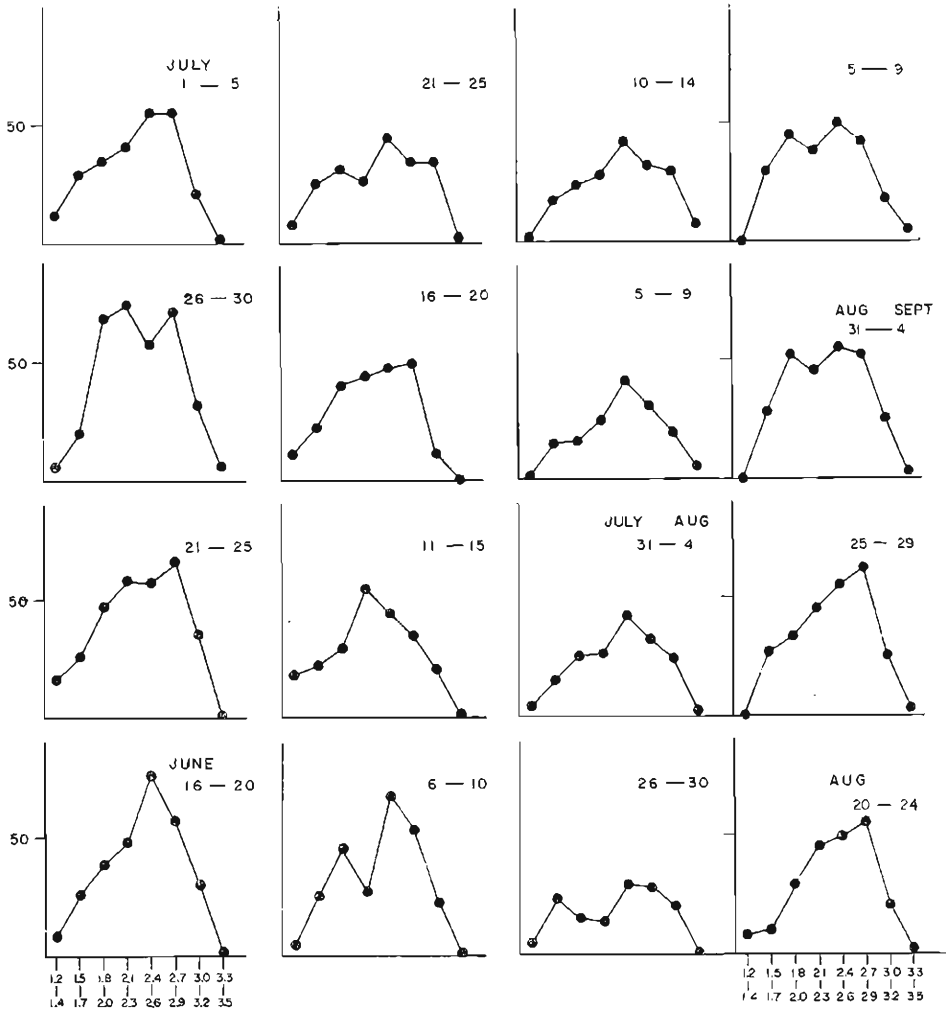 JULY
1 — 5
21 — 25
10 — 14
5 — 9
50
26 — 30
16 — 20
5 — 9
AUG SEPT
31 — 4
50
21 — 25
11 — 15
JULY AUG
31 — 4
25 — 29
50
JUNE
16 — 20
6 — 10
26 — 30
AUG
20 — 24
50
1.2 1.5 1.8 2.1 2.4 2.7 3.0 3.3
1.4 1.7 2.0 2.3 2.6 2.9 3.2 3.5
1.2 1.5 1.8 2.1 2.4 2.7 3.0 3.3
1.4 1.7 2.0 2.3 2.6 2.9 3.2 3.5